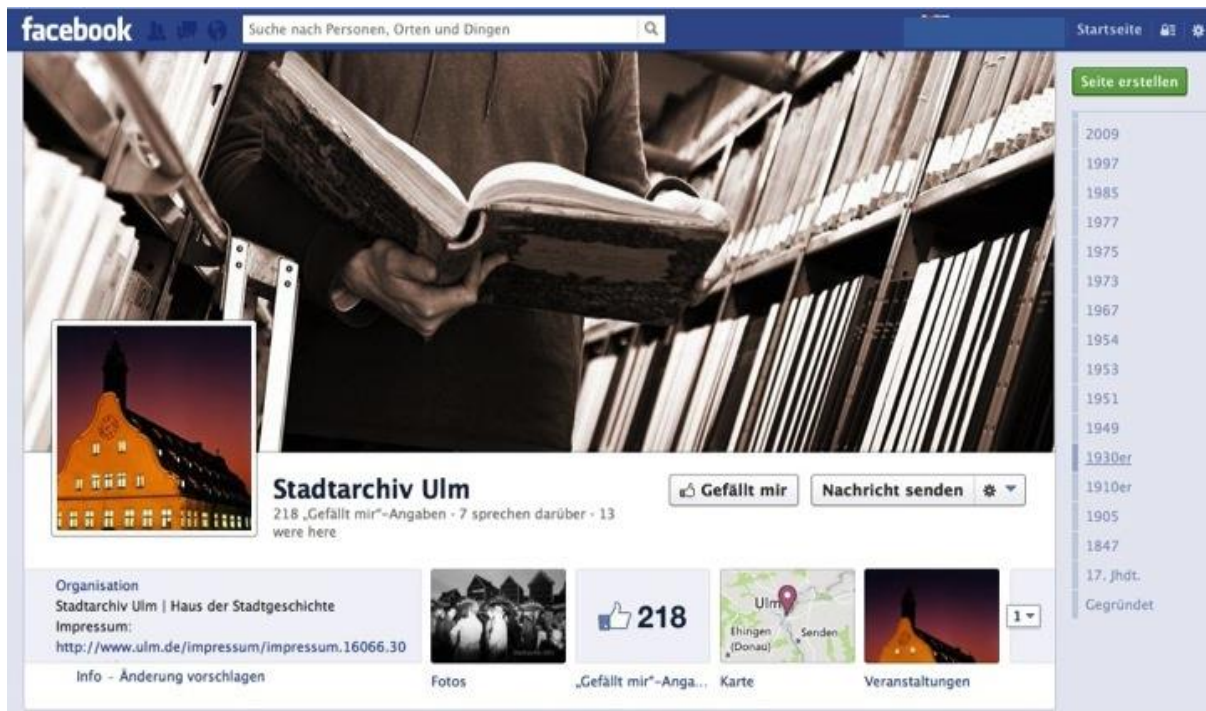 facebook
Suche nach Personen, Orten und Dingen
Startseite
Seite erstellen
2009
1997
1985
1977
1975
1973
1967
1954
1953
1951
1949
1930er
1910er
1905
1847
17. Jhdt.
Gegründet
Stadtarchiv Ulm
218 „Gefällt mir“-Angaben · 7 sprechen darüber · 13
were here
Gefällt mir
Nachricht senden
Organisation
Stadtarchiv Ulm | Haus der Stadtgeschichte
Impressum:
http://www.ulm.de/impressum/impressum.16066.30
Info – Änderung vorschlagen
Fotos
218
„Gefällt mir“-Anga...
Ulm
Ehingen
(Donau)
Senden
Karte
Veranstaltungen
1